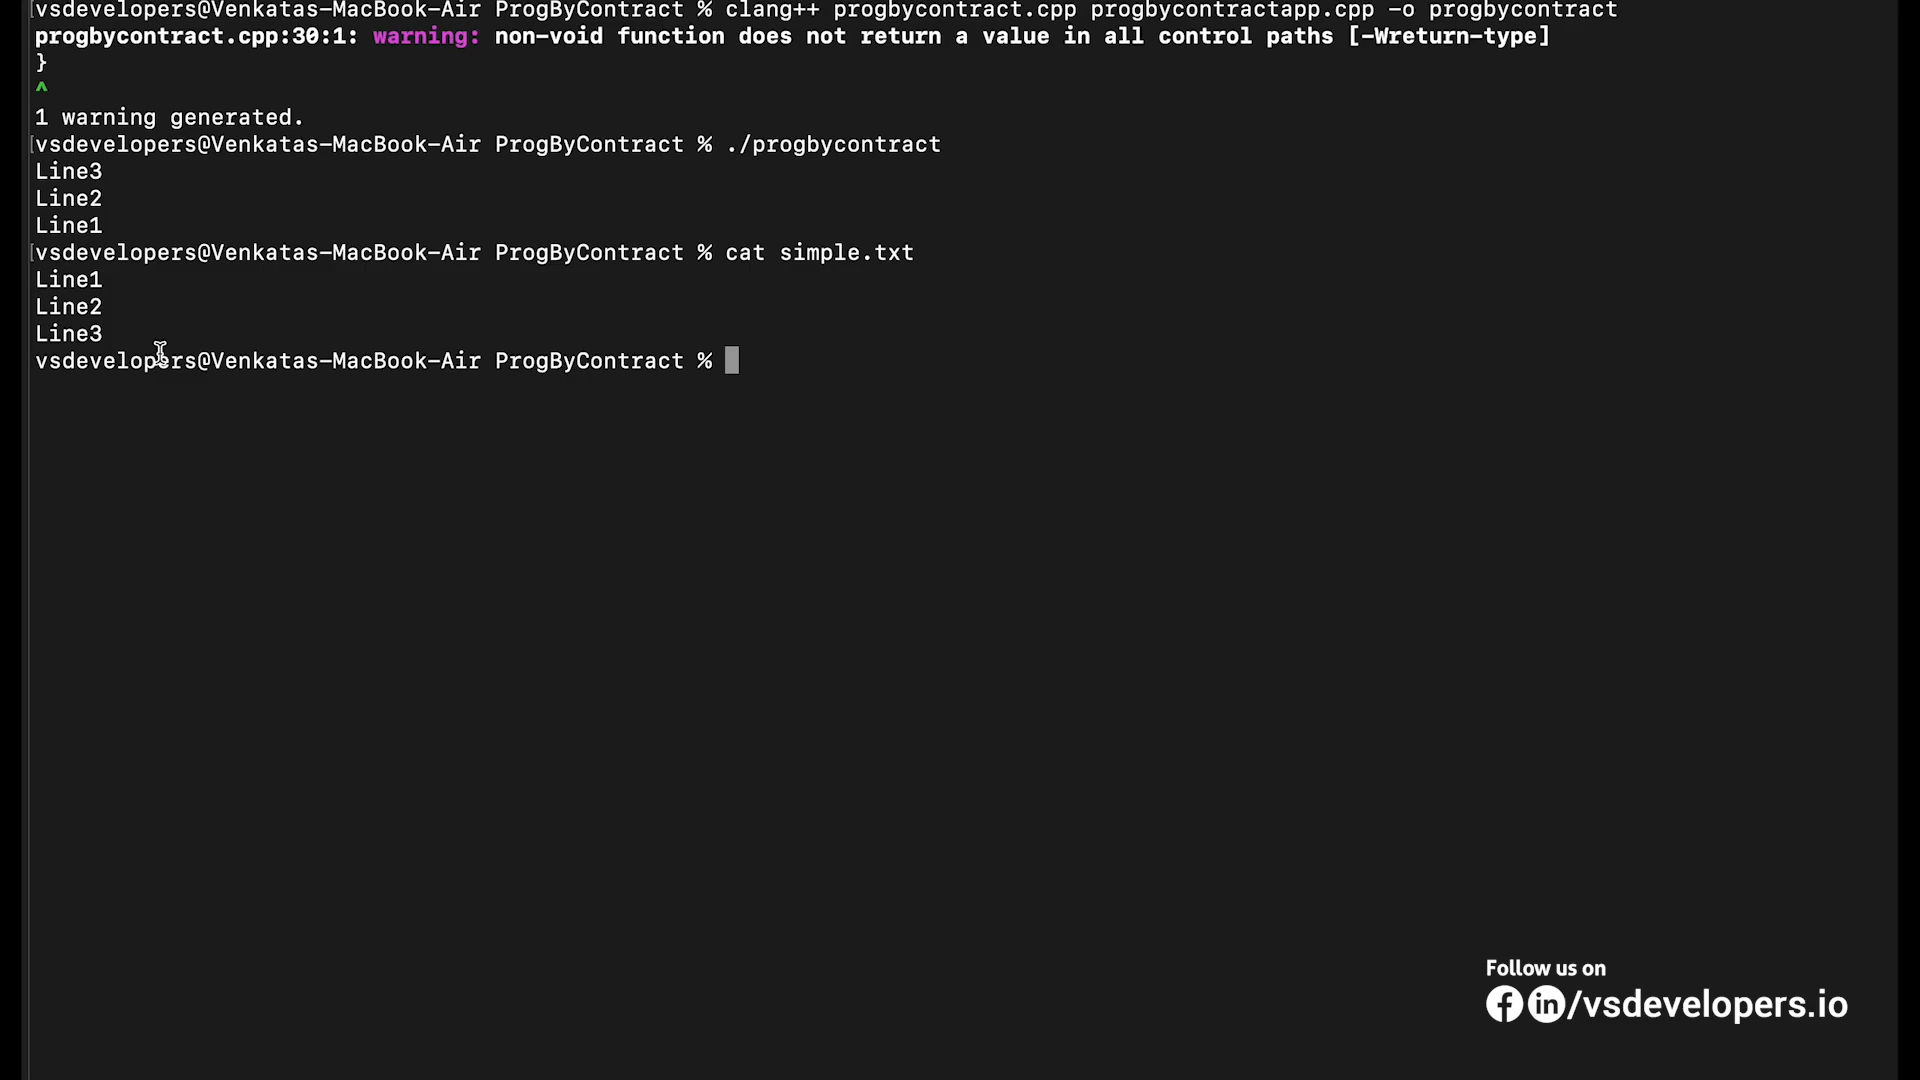 vsdevelopers@Venkatas-MacBook-Air ProgByContract % clang++ progbycontract.cpp progbycontractapp.cpp -o progbycontract
progbycontract.cpp:30:1: warning: non-void function does not return a value in all control paths [-Wreturn-type]
}
^
1 warning generated.
[vsdevelopers@Venkatas-MacBook-Air ProgByContract % ./progbycontract
Line3
Line2
Line1
[vsdevelopers@Venkatas-MacBook-Air ProgByContract % cat simple.txt
Line1
Line2
Line3
vsdevelopers@Venkatas-MacBook-Air ProgByContract %
Follow us on
/vsdevelopers.io